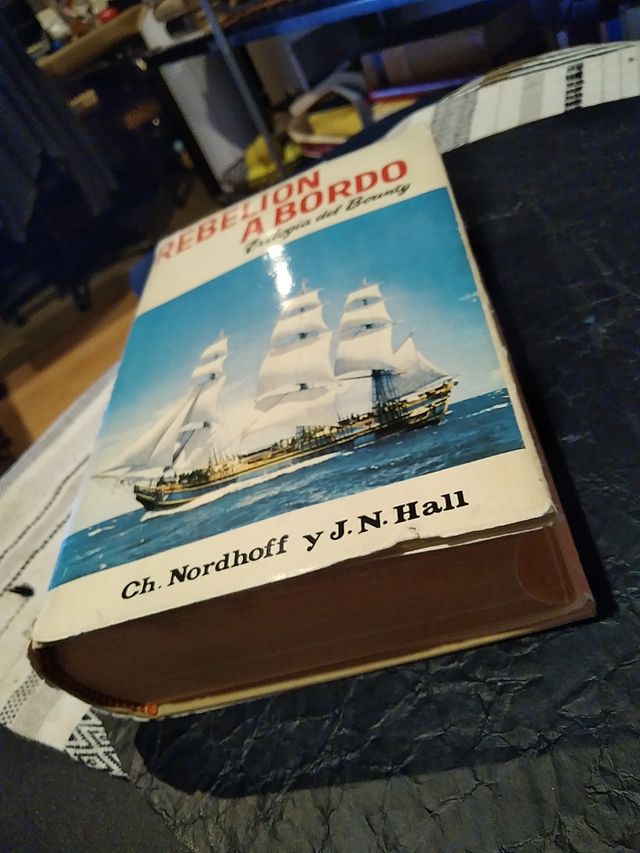 REBELION
A BORDO
Trilogía del Bounty
Ch. Nordhoff y J.N. Hall